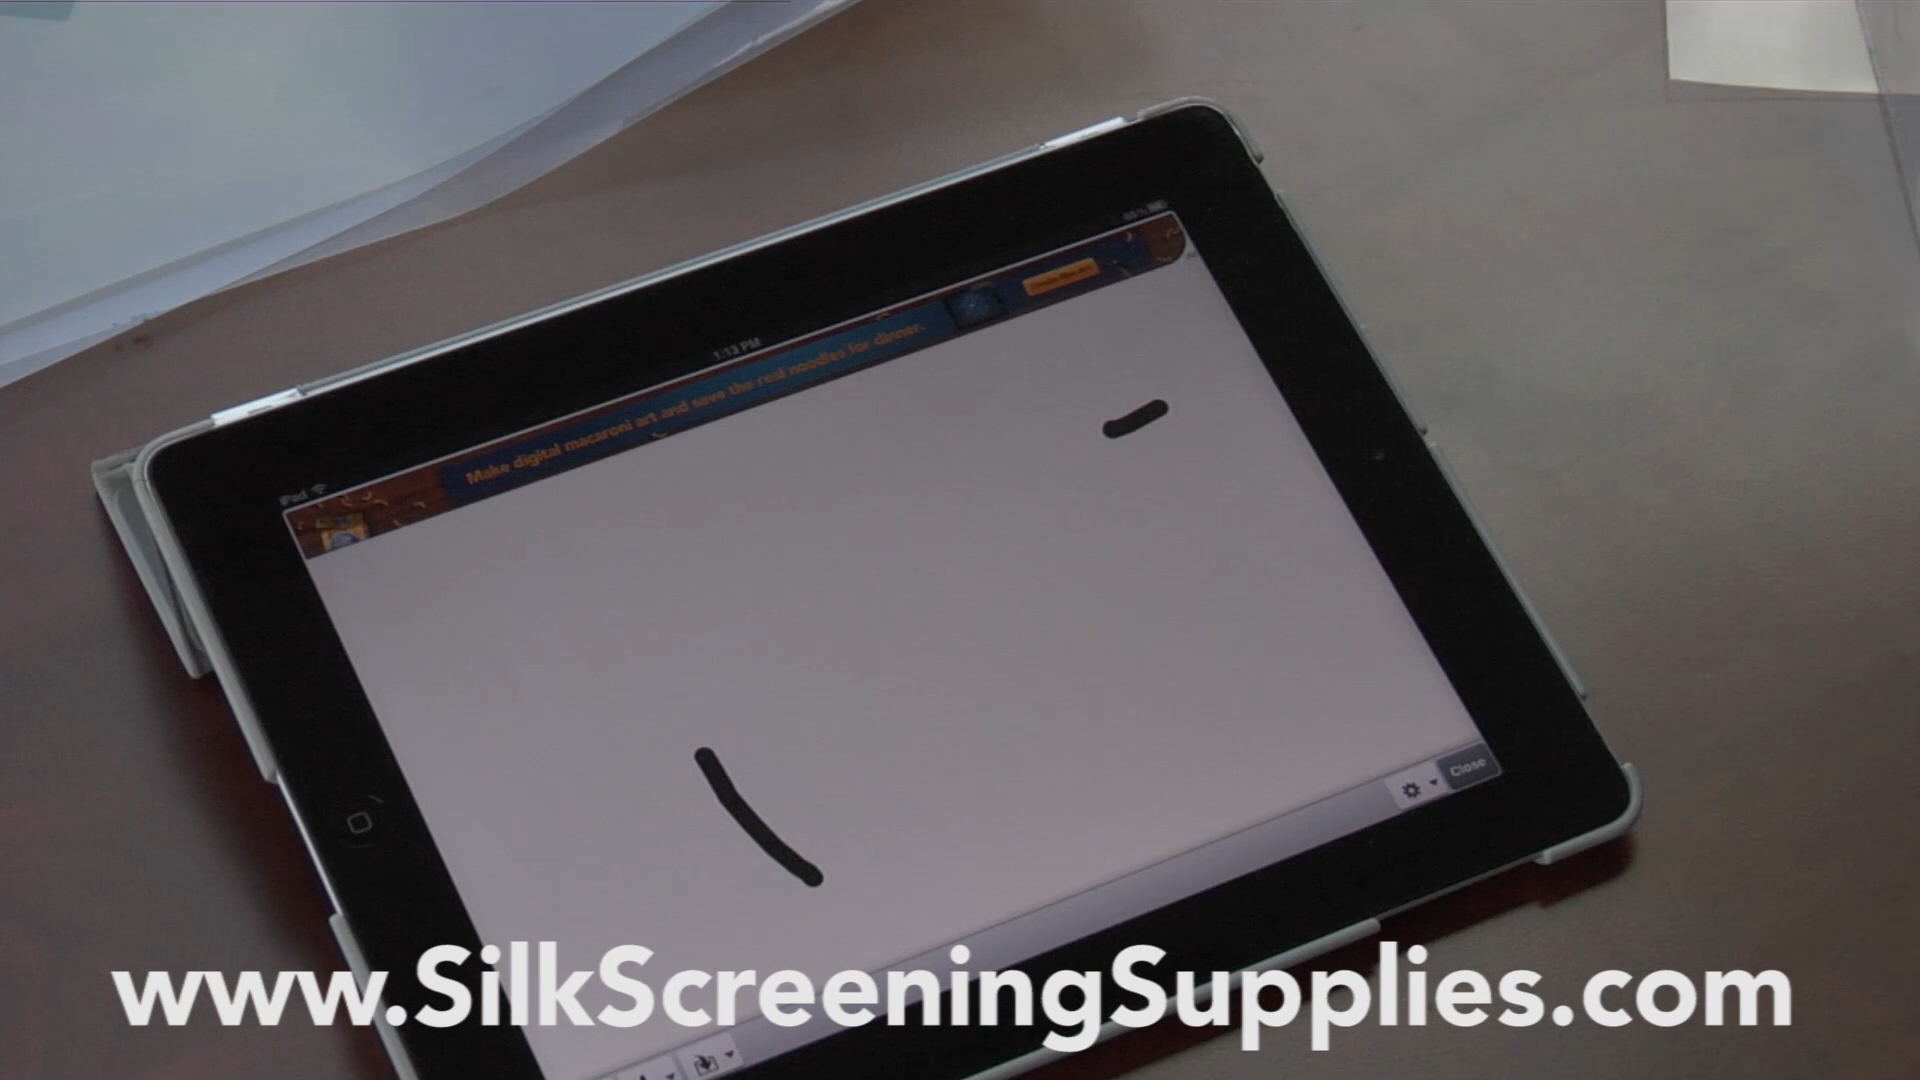 iPad
1:13 PM
Make digital macaroni art and save the real noodles for dinner.
Close
www.SilkScreeningSupplies.com